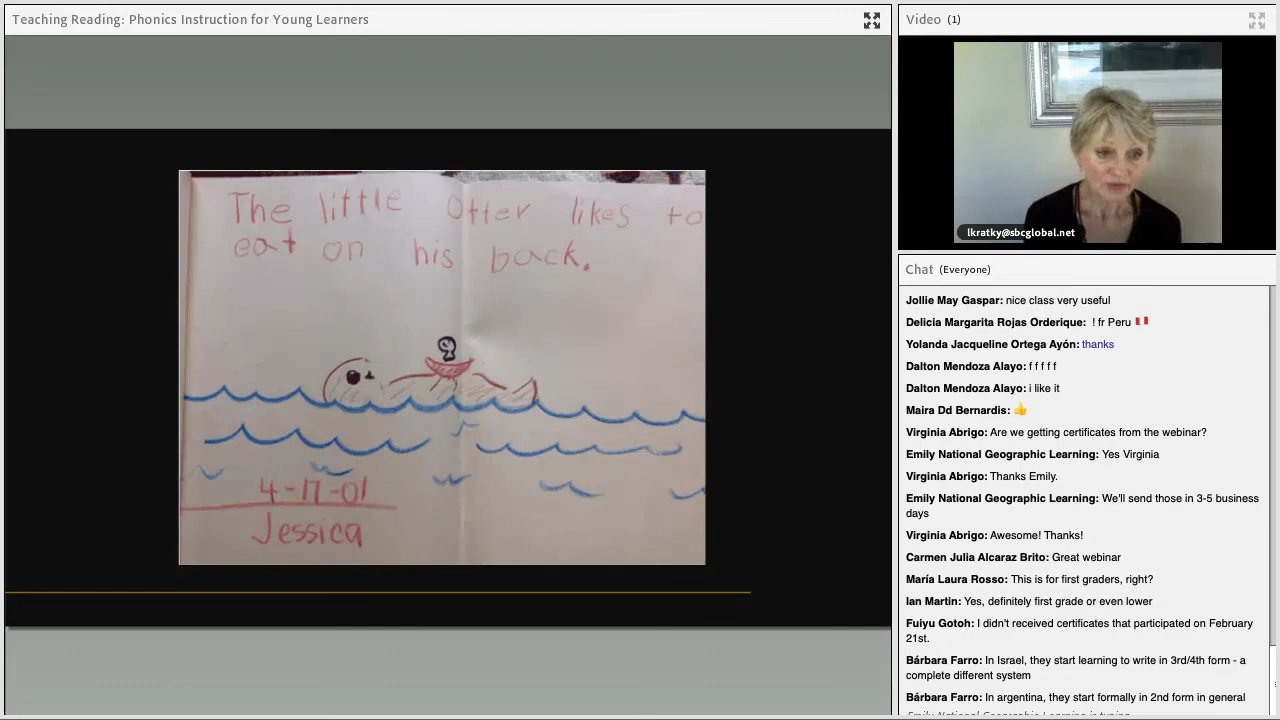 Teaching Reading: Phonics Instruction for Young Learners
The little Otter likes to
eat on his back.
4-17-01
Jessica
Video (1)
lkratky@sbcglobal.net
Chat (Everyone)
Jollie May Gaspar: nice class very useful
Delicia Margarita Rojas Orderique: ! fr Peru 🇵🇪
Yolanda Jacqueline Ortega Ayón: thanks
Dalton Mendoza Alayo: f f f f f
Dalton Mendoza Alayo: i like it
Maira Dd Bernardis: 👍
Virginia Abrigo: Are we getting certificates from the webinar?
Emily National Geographic Learning: Yes Virginia
Virginia Abrigo: Thanks Emily.
Emily National Geographic Learning: We'll send those in 3-5 business
days
Virginia Abrigo: Awesome! Thanks!
Carmen Julia Alcaraz Brito: Great webinar
María Laura Rosso: This is for first graders, right?
Ian Martin: Yes, definitely first grade or even lower
Fuiyu Gotoh: I didn't received certificates that participated on February
21st.
Bárbara Farro: In Israel, they start learning to write in 3rd/4th form - a
complete different system
Bárbara Farro: In argentina, they start formally in 2nd form in general
Emily National Geographic Learning is typing